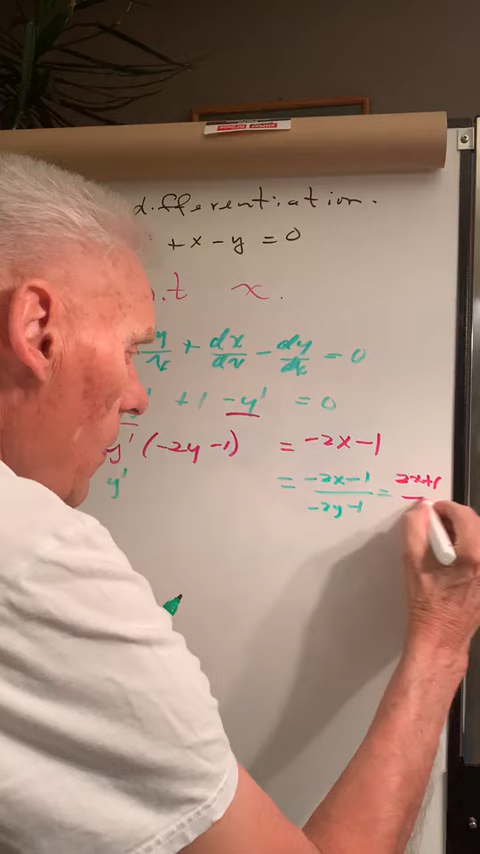 differentiation.
+x-y=0
.t x.
+ dx/dx - dy/dx = 0
+1 -y' = 0
y' (-2y-1) = -2x-1
y' = -2x-1/-2y-1 = 2x+1